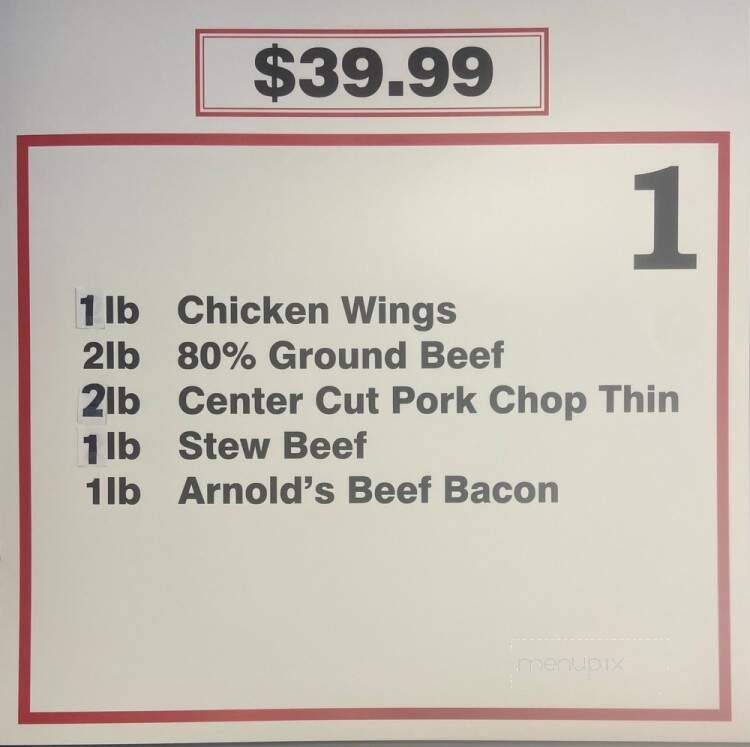 $39.99
1
1lb Chicken Wings
2lb 80% Ground Beef
2lb Center Cut Pork Chop Thin
1lb Stew Beef
1lb Arnold's Beef Bacon
menupix